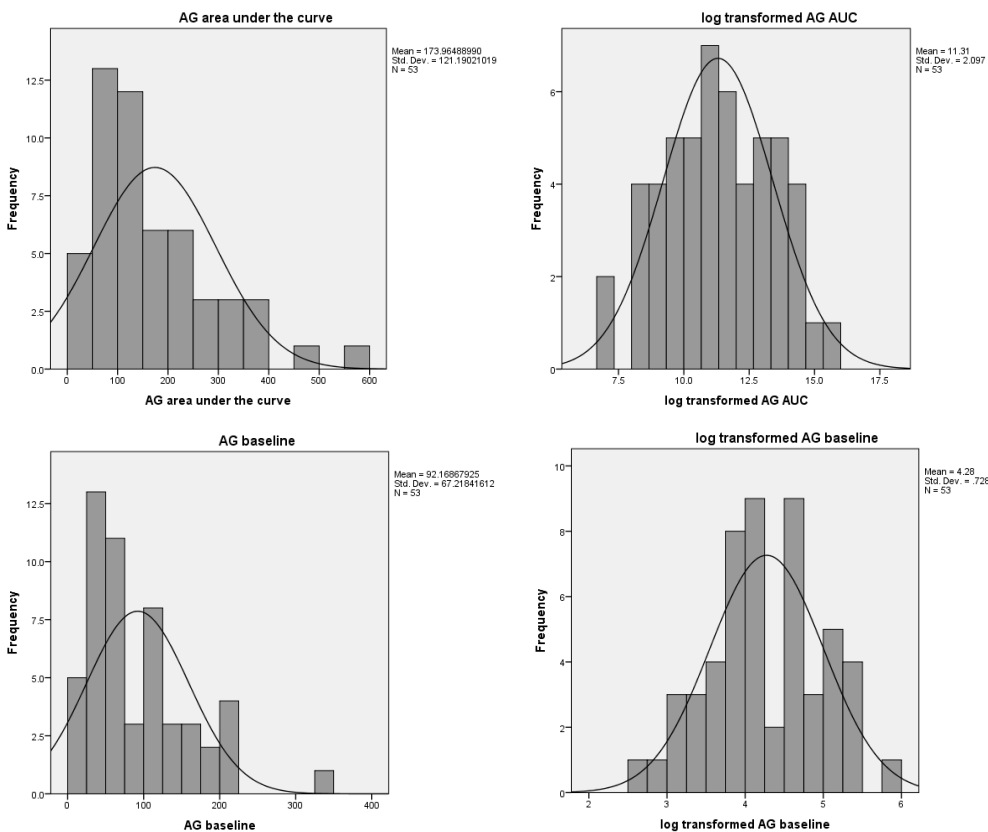 AG area under the curve
Mean = 173.96488990
Std. Dev. = 121.19021019
N = 53
Frequency
12.5
10.0
7.5
5.0
2.5
0.0
0 100 200 300 400 500 600
AG area under the curve
log transformed AG AUC
Mean = 11.31
Std. Dev. = 2.097
N = 53
Frequency
6
4
2
0
7.5 10.0 12.5 15.0 17.5
log transformed AG AUC
AG baseline
Mean = 92.16867925
Std. Dev. = 67.21841612
N = 53
Frequency
12.5
10.0
7.5
5.0
2.5
0.0
0 100 200 300 400
AG baseline
log transformed AG baseline
Mean = 4.28
Std. Dev. = .728
N = 53
Frequency
10
8
6
4
2
0
2 3 4 5 6
log transformed AG baseline